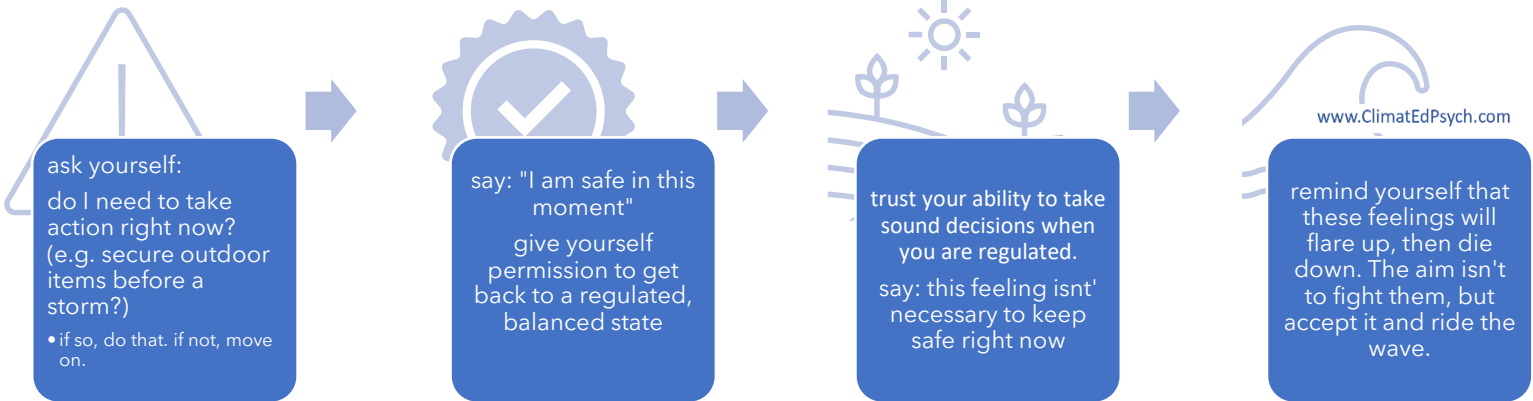 ask yourself:
do I need to take
action right now?
(e.g. secure outdoor
items before a
storm?)
• if so, do that. if not, move
on.
say: "I am safe in this
moment"
give yourself
permission to get
back to a regulated,
balanced state
trust your ability to take
sound decisions when
you are regulated.
say: this feeling isnt'
necessary to keep
safe right now
www.ClimatEdPsych.com
remind yourself that
these feelings will
flare up, then die
down. The aim isn't
to fight them, but
accept it and ride the
wave.